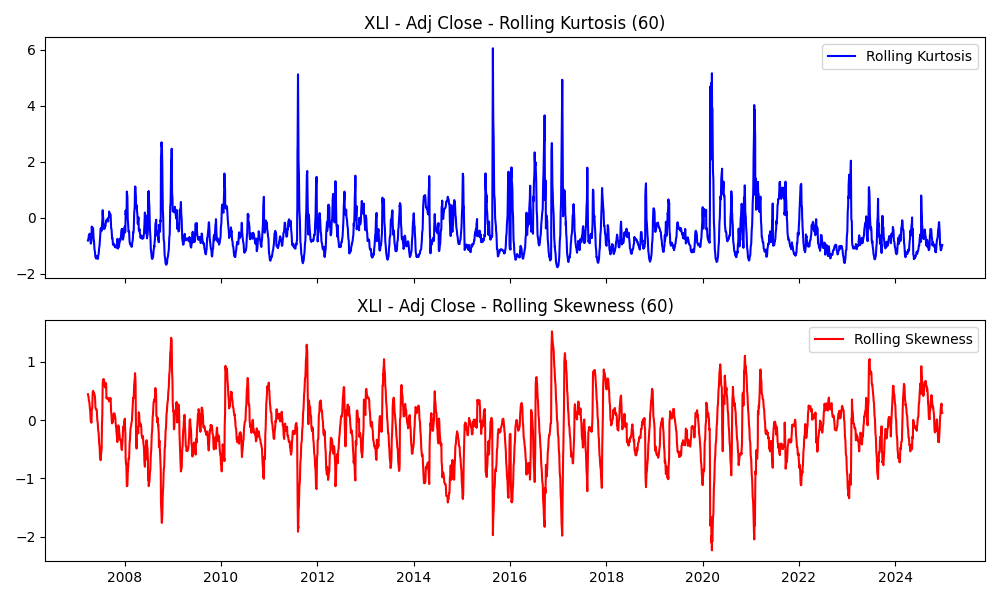 XLI - Adj Close - Rolling Kurtosis (60)
6
4
2
0
−2
Rolling Kurtosis
XLI - Adj Close - Rolling Skewness (60)
1
0
−1
−2
Rolling Skewness
2008 2010 2012 2014 2016 2018 2020 2022 2024